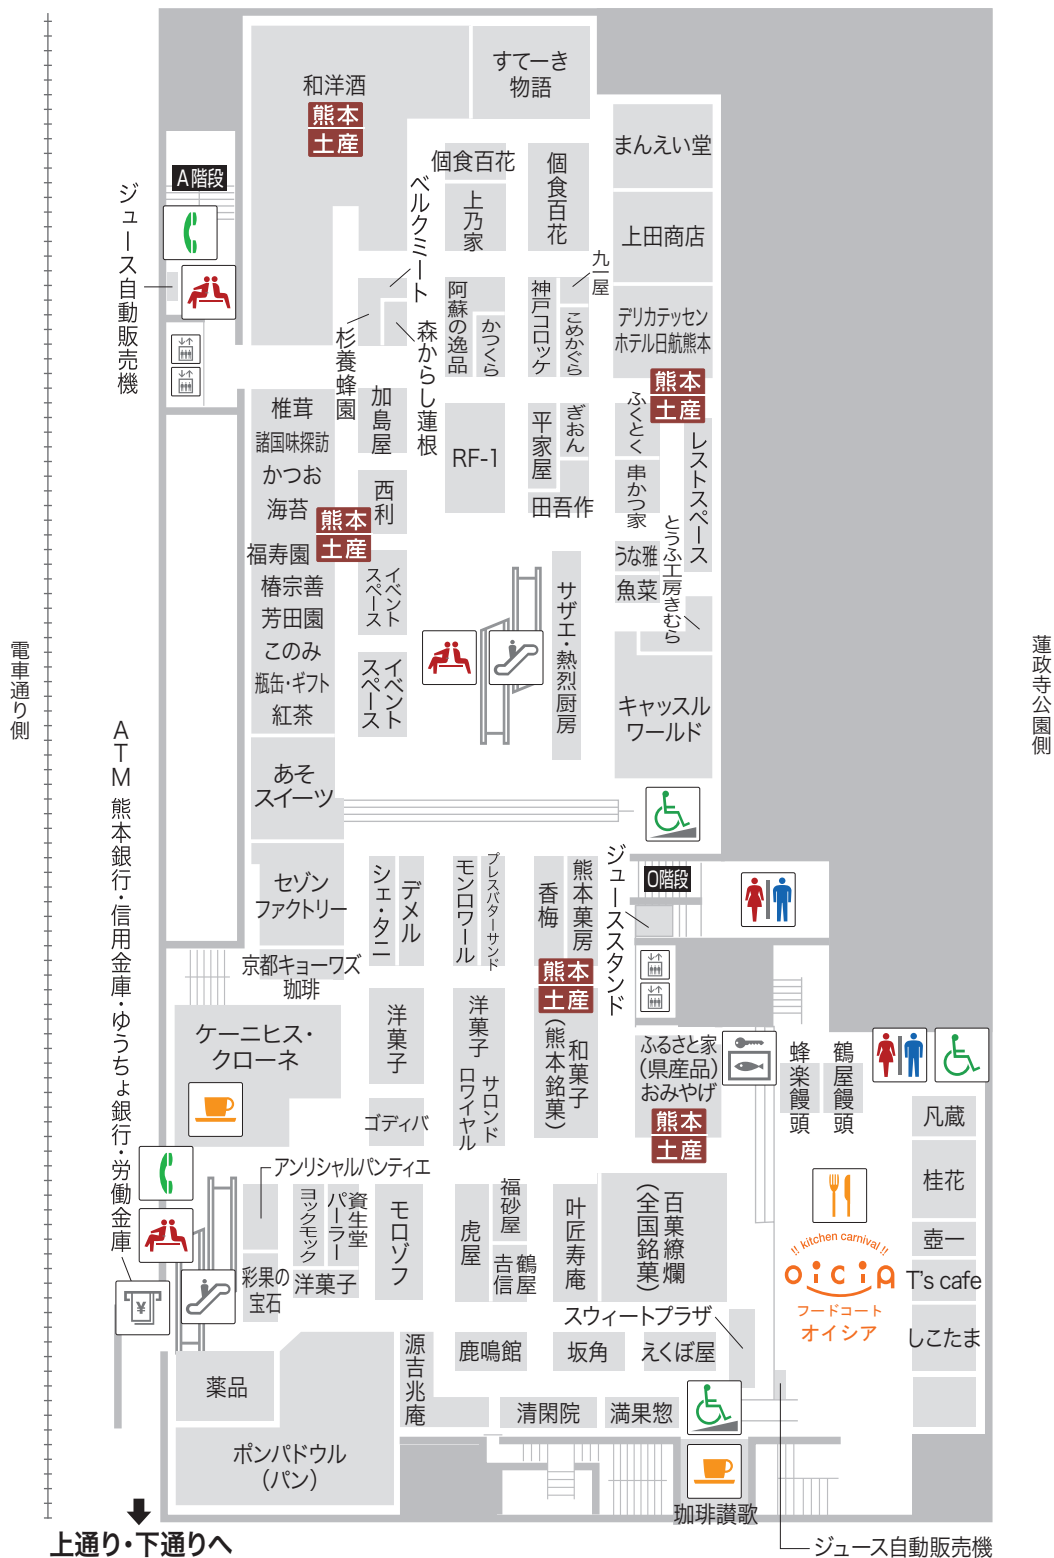 和洋酒
熊本
土産
すてーき
物語
まんえい堂
個食百花
個食百花
上乃家
上田商店
A階段
ジュース自動販売機
ベルクミート
九一屋
阿蘇の逸品
かつくら
神戸コロッケ
こめかぐら
デリカテッセン
ホテル日航熊本
熊本
土産
杉養蜂園
森からし蓮根
加島屋
椎茸
諸国味探訪
かつお
海苔
福寿園
椿宗善
芳田園
このみ
瓶缶・ギフト
紅茶
熊本
土産
西利
RF-1
平家屋
ぎおん
田吾作
ふくとく
串かつ家
レストスペース
うな雅
魚菜
とうふ工房きむら
イベント
スペース
イベント
スペース
サザエ・熱烈厨房
キャッスル
ワールド
電車通り側
蓮政寺公園側
あそ
スイーツ
ATM 熊本銀行・信用金庫・ゆうちょ銀行・労働金庫
セゾン
ファクトリー
シェ・タニ
デメル
モンロワール
プレスバターサンド
香梅
熊本菓房
ジューススタンド
O階段
京都キョーワズ
珈琲
熊本
土産
ケーニヒス・
クローネ
洋菓子
洋菓子
サロンド
ロワイヤル
和菓子
(熊本銘菓)
ふるさと家
(県産品)
おみやげ
熊本
土産
蜂楽饅頭
鶴屋饅頭
ゴディバ
凡蔵
桂花
壺一
T's cafe
しこたま
アンリシャルパンティエ
ヨックモック
資生堂
パーラー
洋菓子
彩果の
宝石
モロゾフ
虎屋
福砂屋
鶴屋
吉信
叶匠寿庵
百菓繚爛
(全国銘菓)
!! kitchen carnival !!
oicia
フードコート
オイシア
スウィートプラザ
¥
源吉兆庵
鹿鳴館
坂角
えくぼ屋
薬品
清閑院
満果惣
ポンパドウル
(パン)
珈琲讃歌
上通り・下通りへ
ジュース自動販売機